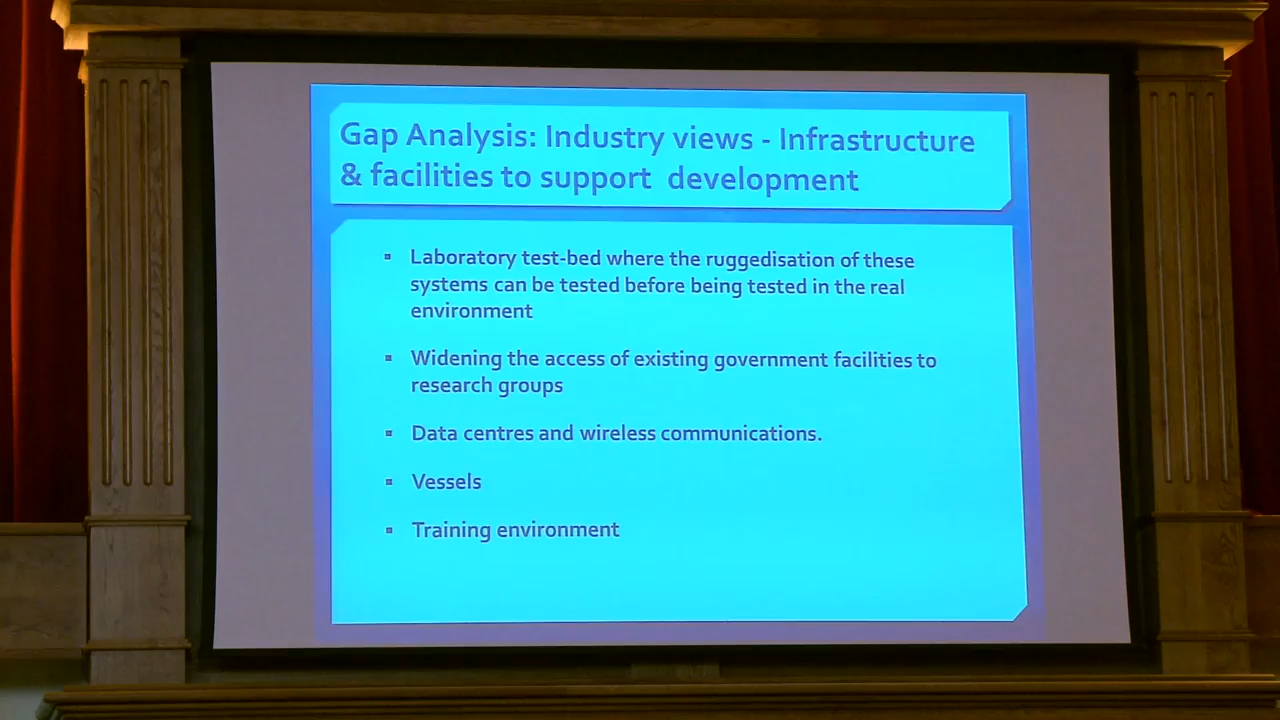 Gap Analysis: Industry views - Infrastructure
& facilities to support development
Laboratory test-bed where the ruggedisation of these
systems can be tested before being tested in the real
environment
Widening the access of existing government facilities to
research groups
Data centres and wireless communications.
Vessels
Training environment